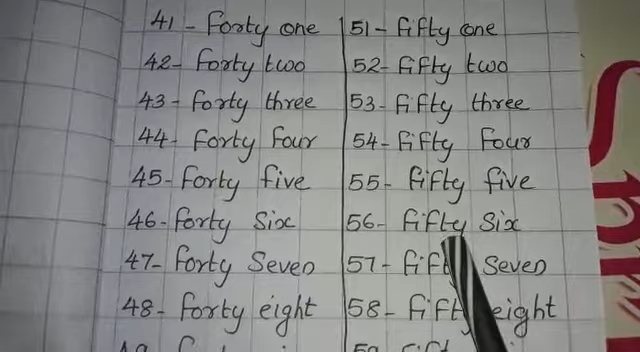 41 - Forty one
42 - Forty two
43 - Forty three
44 - Forty Four
45 - Forty five
46 - Forty Six
47 - Forty Seven
48 - Forty eight
51 - Fifty one
52 - Fifty two
53 - Fifty three
54 - Fifty Four
55 - Fifty five
56 - Fifty Six
57 - Seven
58 - eight